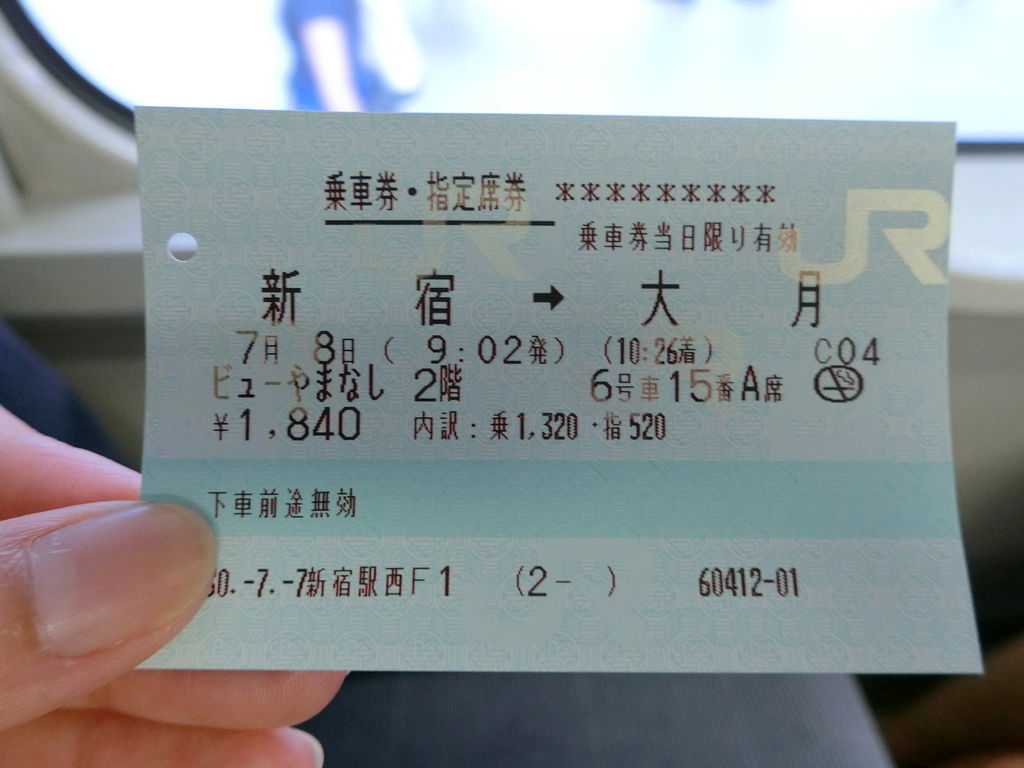 乗車券・指定席券 *********
乗車券当日限り有効
JR
新 宿 ➡ 大 月
7月 8日 ( 9:02発) (10:26着) C04
ビューやまなし 2階 6号車15番A席
¥1,840 内訳:乗1,320・指520
下車前途無効
30.-7.-7新宿駅西F1 (2- ) 60412-01